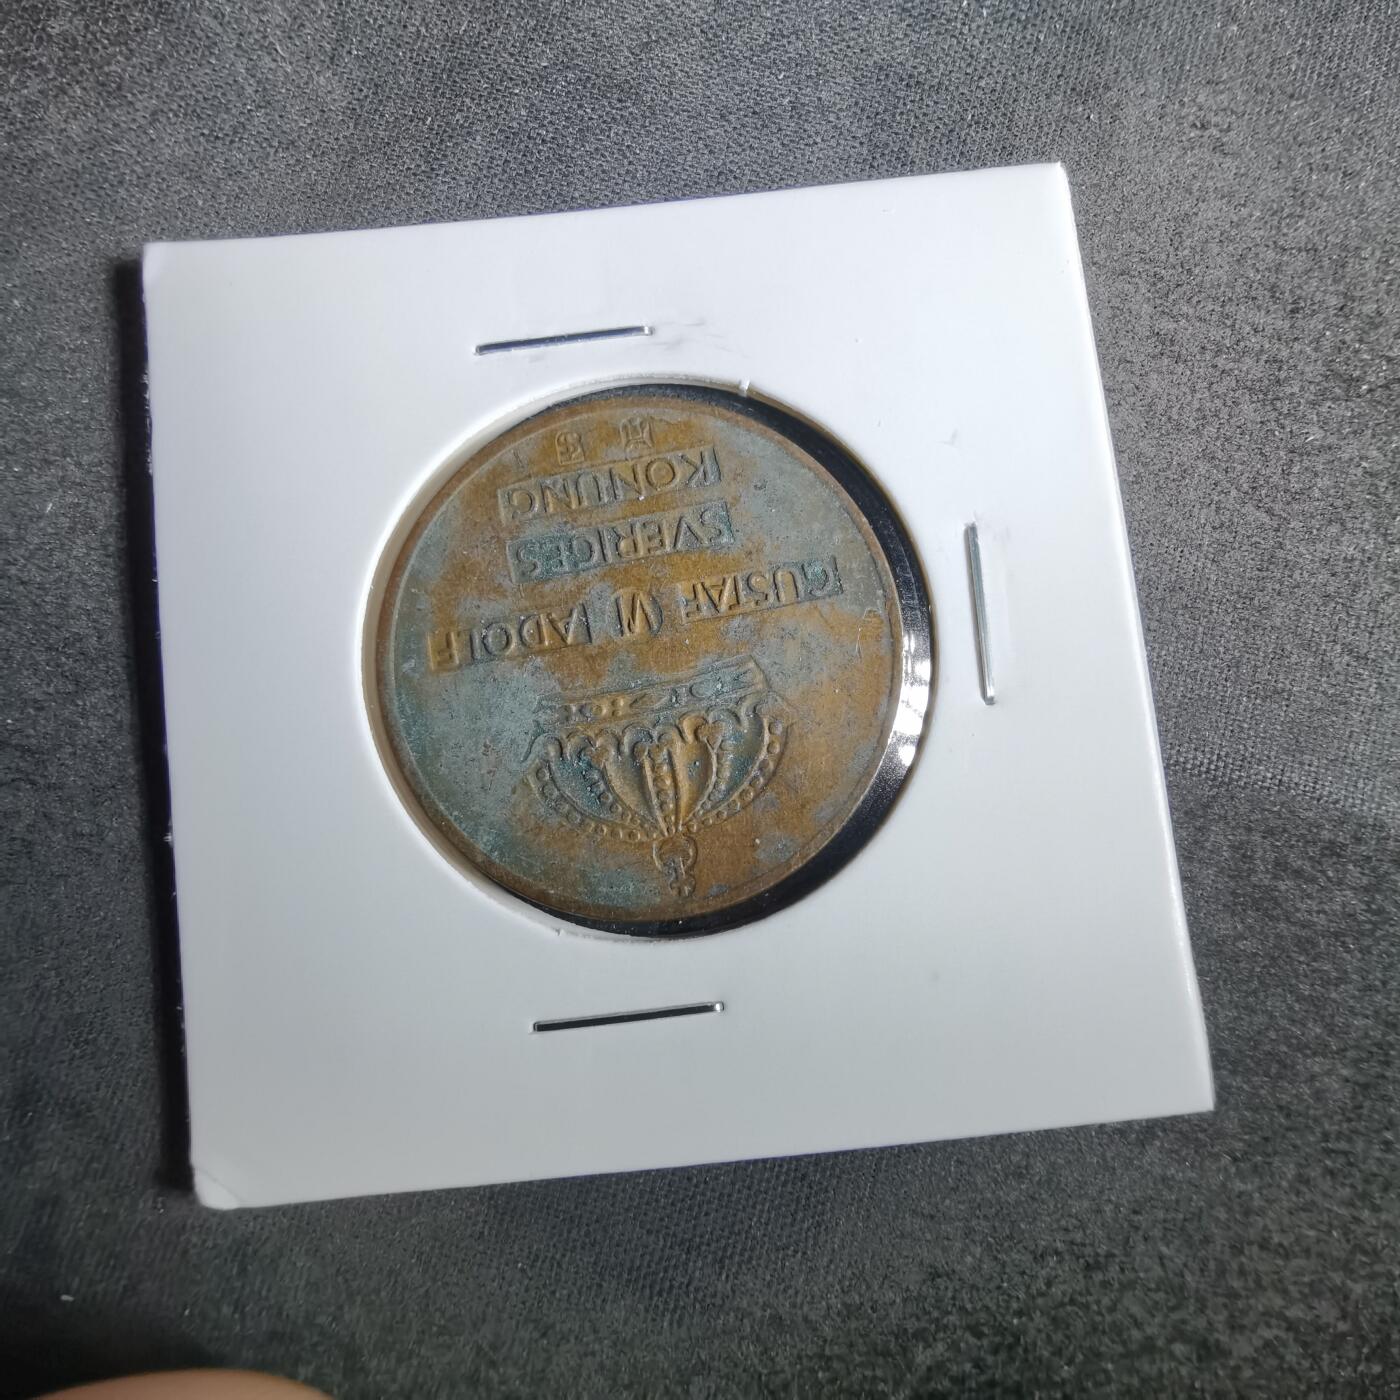 GUSTAF VI ADOLF
SVERIGES
KONUNG